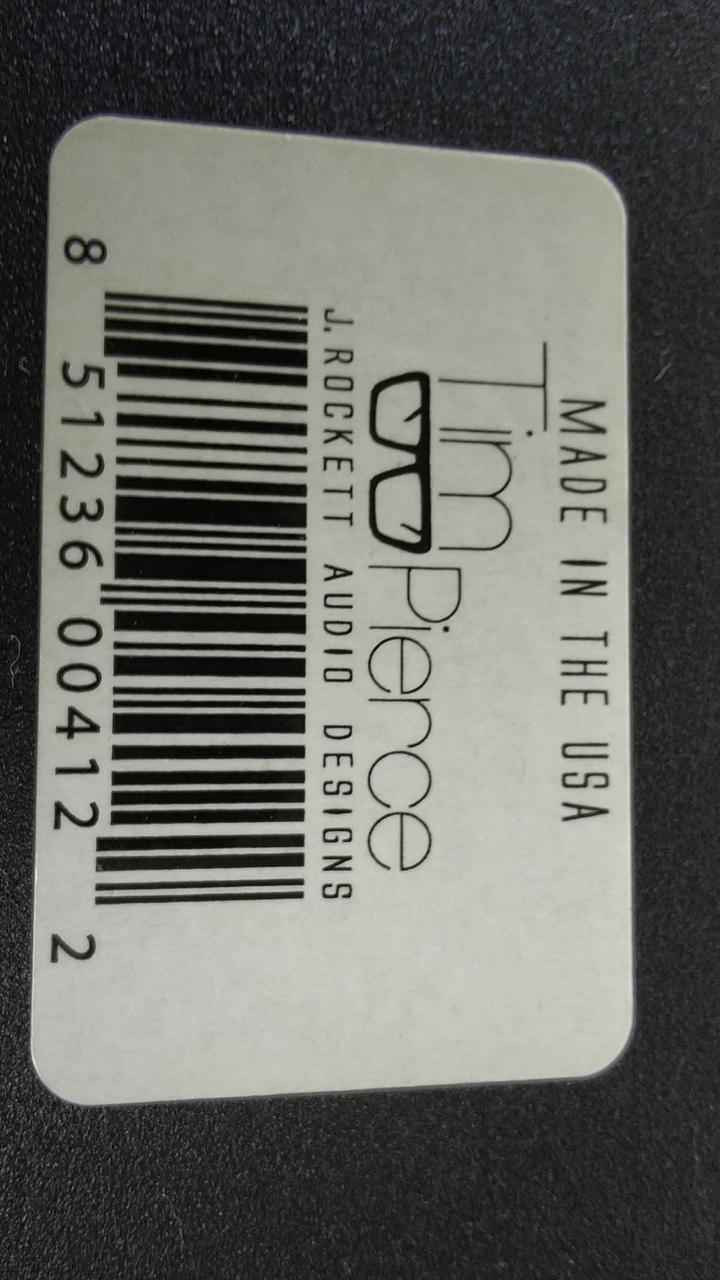 MADE IN THE USA
Tim Pierce
J. ROCKETT AUDIO DESIGNS
8 51236 00412 2